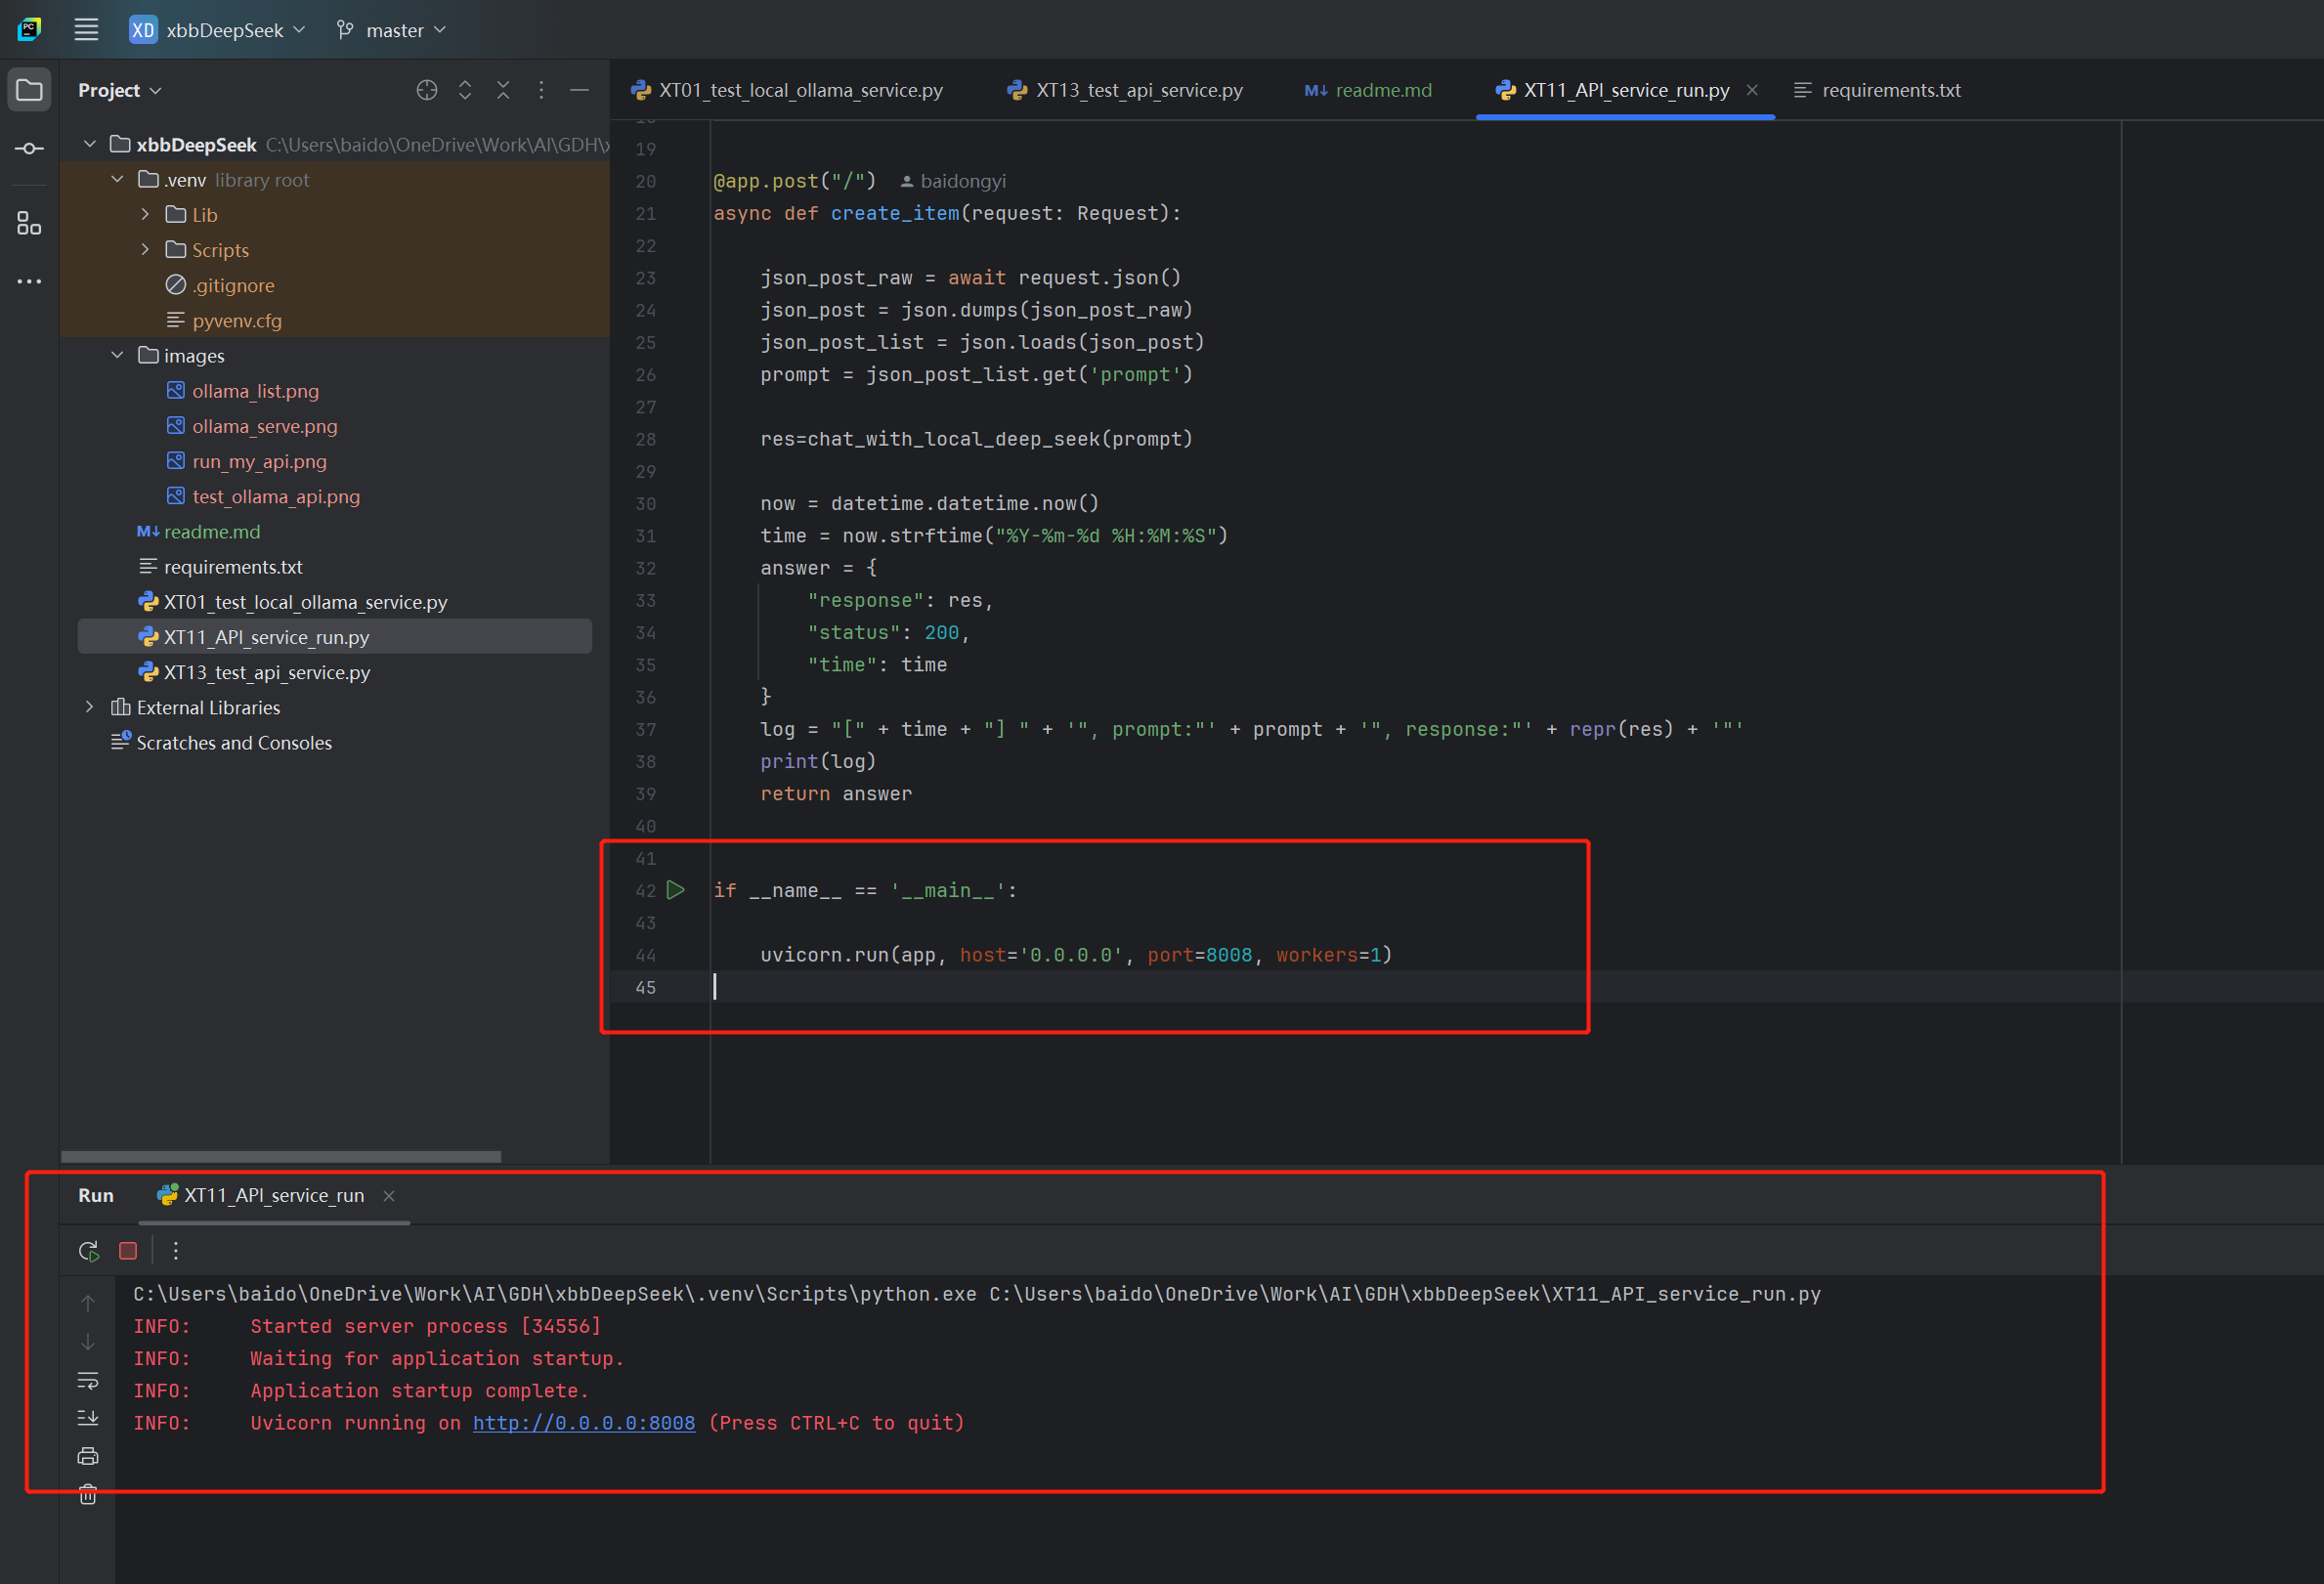 XD xbbDeepSeek master
Project
XT01_test_local_ollama_service.py XT13_test_api_service.py M↓ readme.md XT11_API_service_run.py requirements.txt
xbbDeepSeek C:\Users\baido\OneDrive\Work\AI\GDH\x
.venv library root
Lib
Scripts
.gitignore
pyvenv.cfg
images
ollama_list.png
ollama_serve.png
run_my_api.png
test_ollama_api.png
M↓ readme.md
requirements.txt
XT01_test_local_ollama_service.py
XT11_API_service_run.py
XT13_test_api_service.py
External Libraries
Scratches and Consoles
19
20 @app.post("/") baidongyi
21 async def create_item(request: Request):
22
23     json_post_raw = await request.json()
24     json_post = json.dumps(json_post_raw)
25     json_post_list = json.loads(json_post)
26     prompt = json_post_list.get('prompt')
27
28     res=chat_with_local_deep_seek(prompt)
29
30     now = datetime.datetime.now()
31     time = now.strftime("%Y-%m-%d %H:%M:%S")
32     answer = {
33         "response": res,
34         "status": 200,
35         "time": time
36     }
37     log = "[" + time + "] " + '", prompt:"' + prompt + '", response:"' + repr(res) + '"'
38     print(log)
39     return answer
40
41
42 if __name__ == '__main__':
43
44     uvicorn.run(app, host='0.0.0.0', port=8008, workers=1)
45
Run XT11_API_service_run
C:\Users\baido\OneDrive\Work\AI\GDH\xbbDeepSeek\.venv\Scripts\python.exe C:\Users\baido\OneDrive\Work\AI\GDH\xbbDeepSeek\XT11_API_service_run.py
INFO:     Started server process [34556]
INFO:     Waiting for application startup.
INFO:     Application startup complete.
INFO:     Uvicorn running on http://0.0.0.0:8008 (Press CTRL+C to quit)